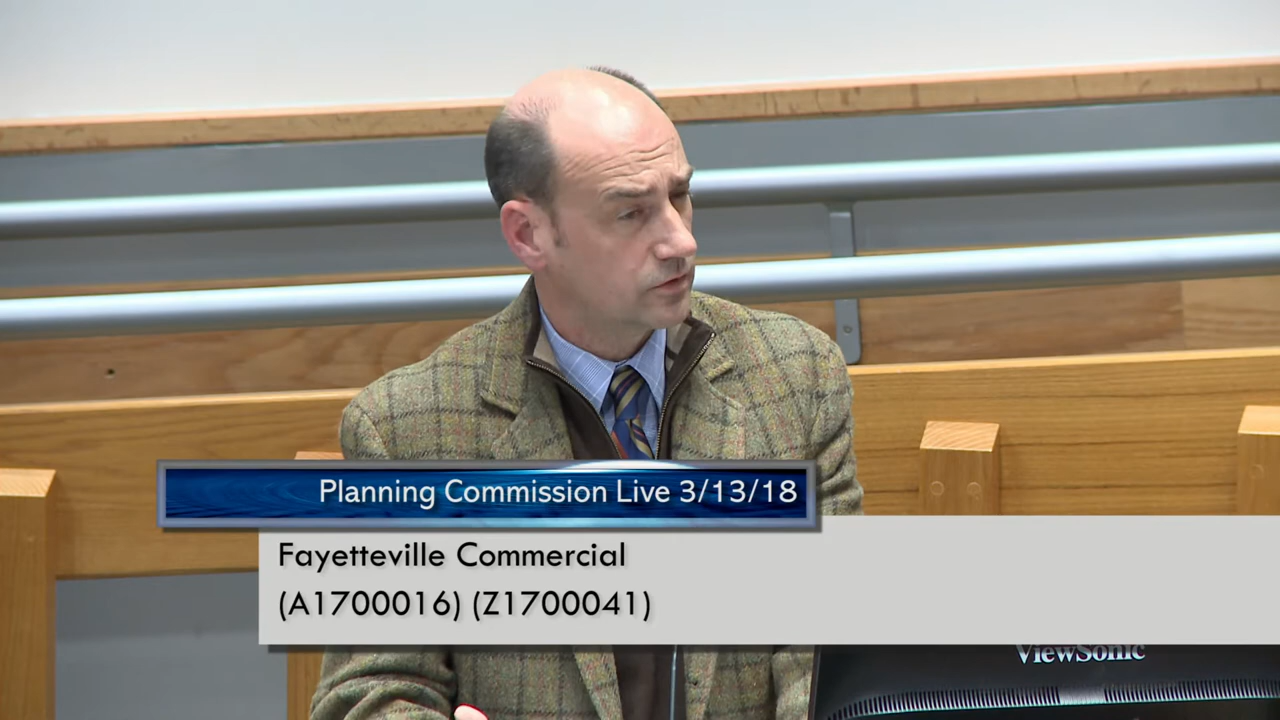 Planning Commission Live 3/13/18
Fayetteville Commercial
(A1700016) (Z1700041)
ViewSonic